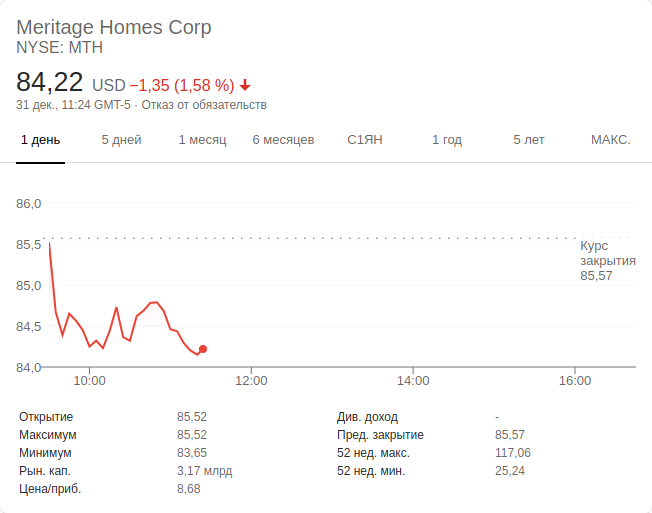 Meritage Homes Corp
NYSE: MTH
84,22 USD −1,35 (1,58 %)
31 дек., 11:24 GMT-5 · Отказ от обязательств
1 день 5 дней 1 месяц 6 месяцев С1ЯН 1 год 5 лет МАКС.
86,0
85,5
Курс
закрытия
85,57
85,0
84,5
84,0
10:00 12:00 14:00 16:00
Открытие 85,52 Див. доход -
Максимум 85,52 Пред. закрытие 85,57
Минимум 83,65 52 нед. макс. 117,06
Рын. кап. 3,17 млрд 52 нед. мин. 25,24
Цена/приб. 8,68